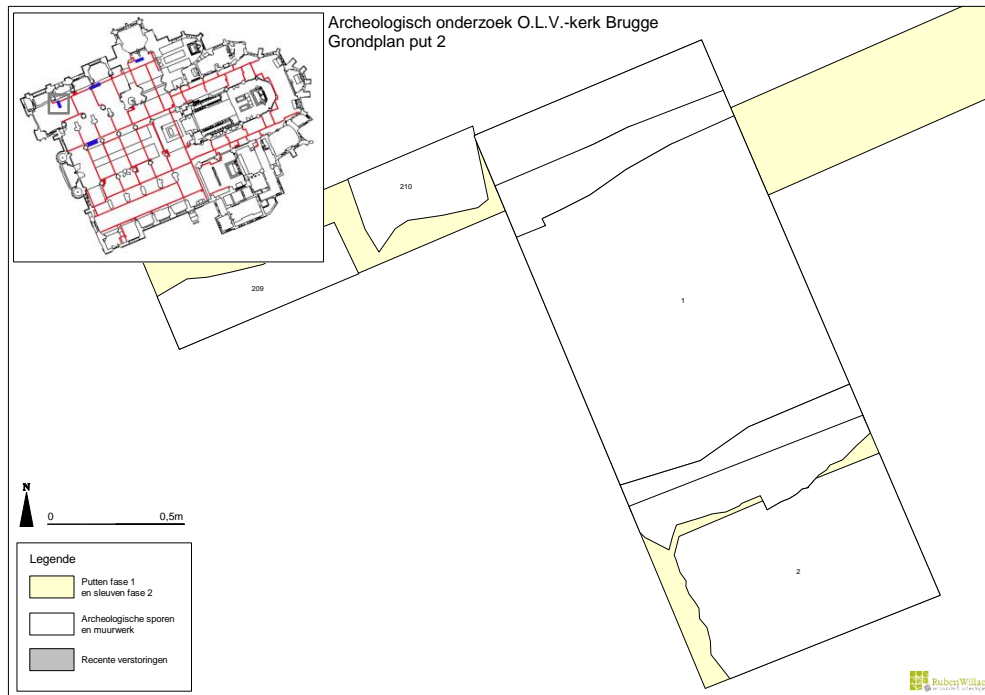 Archeologisch onderzoek O.L.V.-kerk Brugge
Grondplan put 2
210
209
1
2
N
0 0,5m
Legende
Putten fase 1
en sleuven fase 2
Archeologische sporen
en muurwerk
Recente verstoringen
RubenWillaert